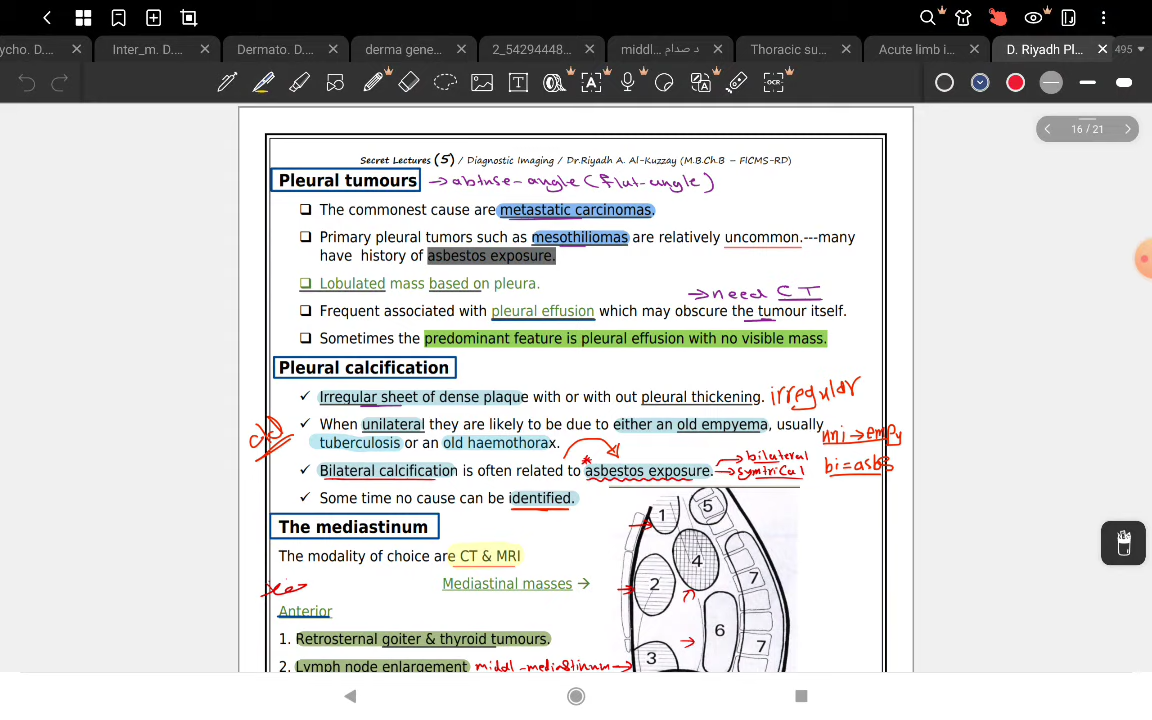 ycho. D....
Inter_m. D....
Dermato. D....
derma gene...
2_54294448...
middl... د صدام
Thoracic su...
Acute limb i...
D. Riyadh Pl...
495
16 / 21
Secret Lectures (5) / Diagnostic Imaging / Dr.Riyadh A. Al-Kuzzay (M.B.Ch.B – FICMS-RD)
Pleural tumours → abtuse-angle (flat-angle)
❑ The commonest cause are metastatic carcinomas.
❑ Primary pleural tumors such as mesothiliomas are relatively uncommon.---many
have history of asbestos exposure.
❑ Lobulated mass based on pleura.
→ need CT
❑ Frequent associated with pleural effusion which may obscure the tumour itself.
❑ Sometimes the predominant feature is pleural effusion with no visible mass.
Pleural calcification
✓ Irregular sheet of dense plaque with or with out pleural thickening. irregular
✓ When unilateral they are likely to be due to either an old empyema, usually
old
tuberculosis or an old haemothorax.
uni → empy
✓ Bilateral calcification is often related to *asbestos exposure. → bilateral
→ symtrical
bi = asbs
✓ Some time no cause can be identified.
The mediastinum
The modality of choice are CT & MRI
Mediastinal masses →
Anterior
1. Retrosternal goiter & thyroid tumours.
2. Lymph node enlargement middl-mediastinum →
1
5
4
2
7
6
7
3